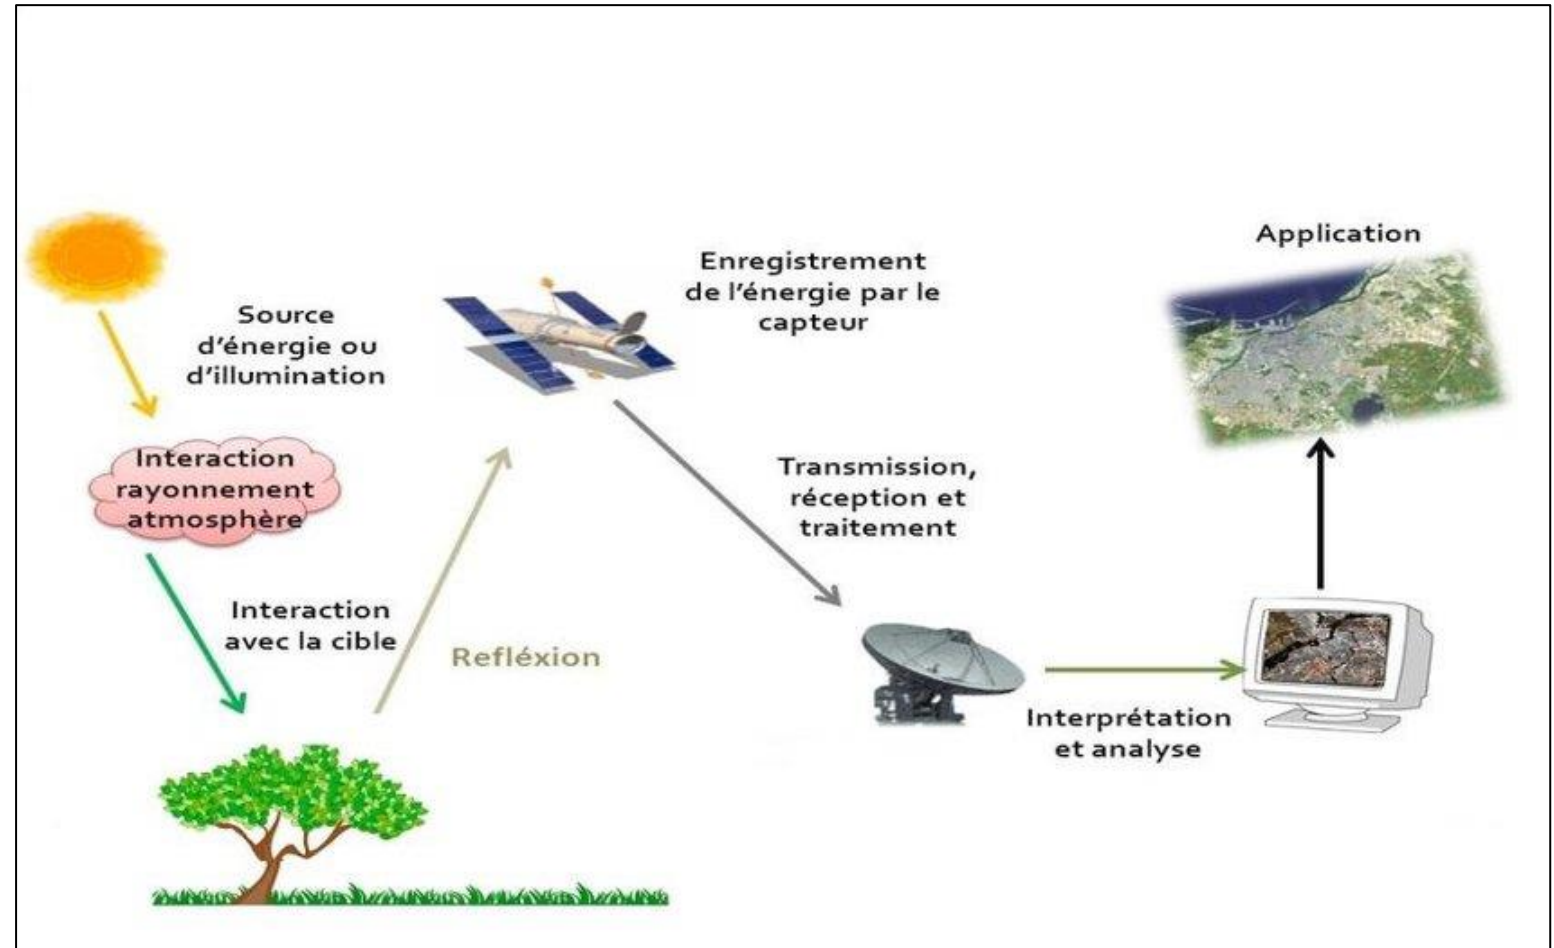 Source
d'énergie ou
d'illumination
Interaction
rayonnement
atmosphère
Interaction
avec la cible
Refléxion
Enregistrement
de l'énergie par le
capteur
Transmission,
réception et
traitement
Interprétation
et analyse
Application